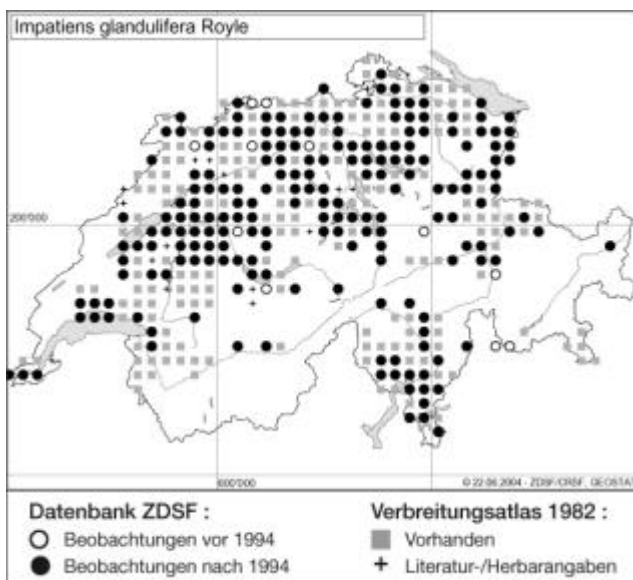 Impatiens glandulifera Royle
200'000
600'000
© 22.06.2004 - ZDSF/CRSF, GEOSTAT
Datenbank ZDSF :
Beobachtungen vor 1994
Beobachtungen nach 1994
Verbreitungsatlas 1982 :
Vorhanden
Literatur-/Herbarangaben